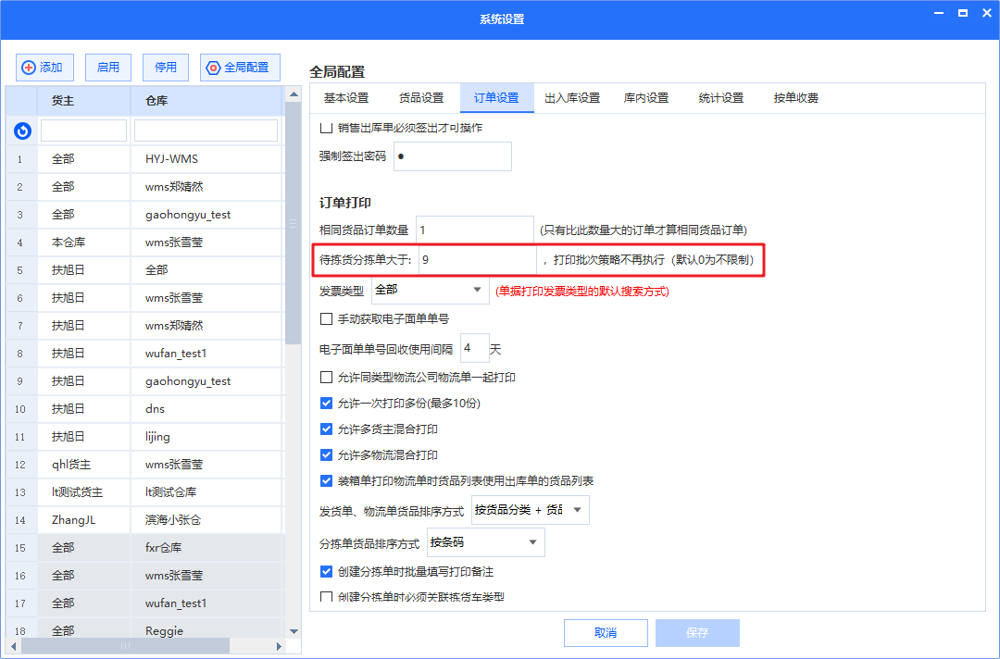 系统设置
添加 启用 停用 全局配置
货主 仓库
1 全部 HYJ-WMS
2 全部 wms郑婧然
3 全部 gaohongyu_test
4 本仓库 wms张雪莹
5 扶旭日 全部
6 扶旭日 wms张雪莹
7 扶旭日 wms郑婧然
8 扶旭日 wufan_test1
9 扶旭日 gaohongyu_test
10 扶旭日 dns
11 扶旭日 lijing
12 qhl货主 wms张雪莹
13 lt测试货主 lt测试仓库
14 ZhangJL 滨海小张仓
15 全部 fxr仓库
16 全部 wms张雪莹
17 全部 wufan_test1
18 全部 Reggie
全局配置
基本设置 货品设置 订单设置 出入库设置 库内设置 统计设置 按单收费
销售出库单必须签出才可操作
强制签出密码 ●
订单打印
相同货品订单数量 1 (只有比此数量大的订单才算相同货品订单)
待拣货分拣单大于: 9 ，打印批次策略不再执行（默认0为不限制）
发票类型 全部 (单据打印发票类型的默认搜索方式)
手动获取电子面单单号
电子面单单号回收使用间隔 4 天
允许同类型物流公司物流单一起打印
允许一次打印多份(最多10份)
允许多货主混合打印
允许多物流混合打印
装箱单打印物流单时货品列表使用出库单的货品列表
发货单、物流单货品排序方式 按货品分类 + 货品
分拣单货品排序方式 按条码
创建分拣单时批量填写打印备注
创建分拣单时必须关联拣货车类型
取消 保存